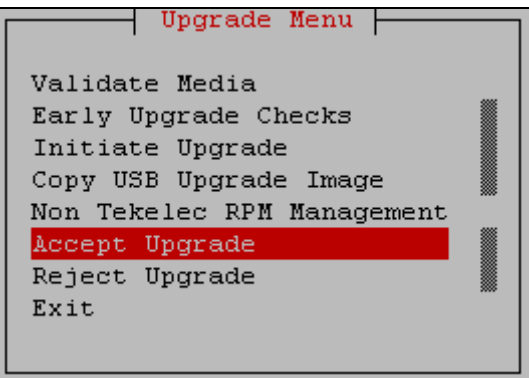 Upgrade Menu
Validate Media
Early Upgrade Checks
Initiate Upgrade
Copy USB Upgrade Image
Non Tekelec RPM Management
Accept Upgrade
Reject Upgrade
Exit